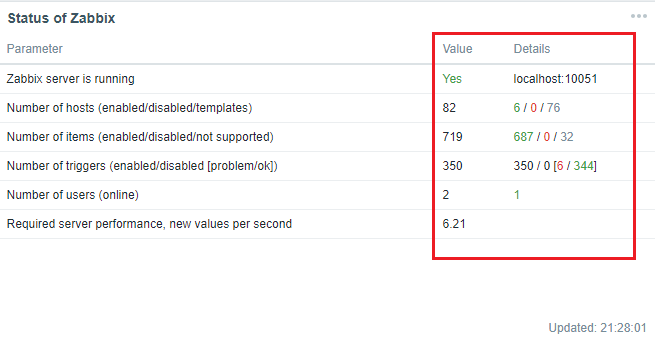 Status of Zabbix
Parameter Value Details
Zabbix server is running Yes localhost:10051
Number of hosts (enabled/disabled/templates) 82 6 / 0 / 76
Number of items (enabled/disabled/not supported) 719 687 / 0 / 32
Number of triggers (enabled/disabled [problem/ok]) 350 350 / 0 [6 / 344]
Number of users (online) 2 1
Required server performance, new values per second 6.21
Updated: 21:28:01